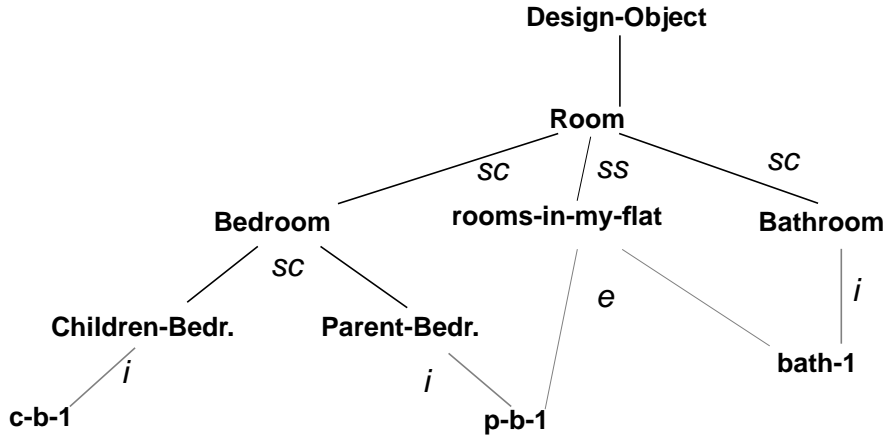 Design-Object
Room
sc
ss
sc
Bedroom
rooms-in-my-flat
Bathroom
sc
e
i
Children-Bedr.
Parent-Bedr.
i
i
bath-1
c-b-1
p-b-1